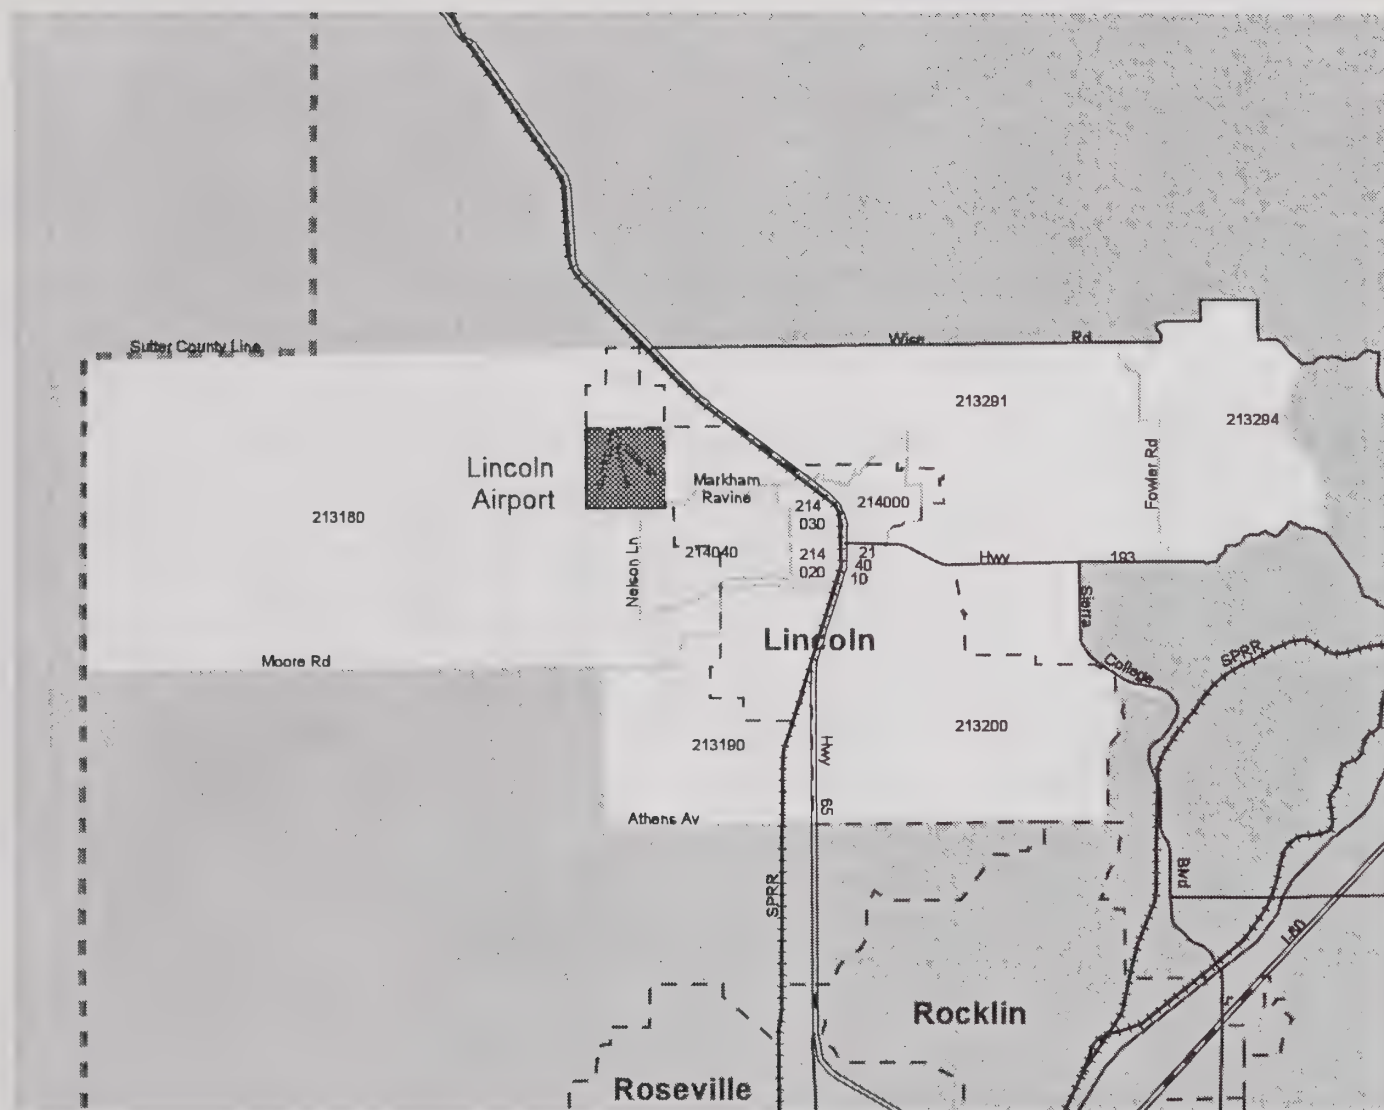 Sutter County Line
Wise Rd
213291
213294
Lincoln
Airport
Markham
Ravine
Fowler Rd
213180
214
030
214000
Nelson Ln
214040
214
020
21
40
10
Hwy 193
Sierra
Lincoln
Moore Rd
College
SPRR
213190
Hwy
65
213200
Athens Av
SPRR
Blvd
I-80
Rocklin
Roseville